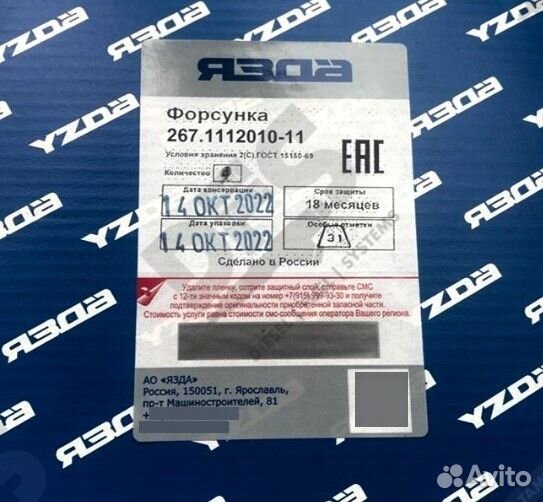 YZDA
ЯЗДА
YZDA
ЯЗДА
Форсунка
267.1112010-11
Условия хранения 2(С) ГОСТ 15150-69
EAC
Количество
Дата консервации
14 ОКТ 2022
Срок защиты
18 месяцев
Дата упаковки
14 ОКТ 2022
Особые отметки
31
Сделано в России
Удалите пленку, сотрите защитный слой, отправьте СМС
с 12-ти значным кодом на номер +7(915) 999-93-30 и получите
подтверждение оригинальности приобретенной запасной части.
Стоимость услуги равна стоимости смс-сообщения оператора Вашего региона.
АО «ЯЗДА»
Россия, 150051, г. Ярославль,
пр-т Машиностроителей, 81
+
YZDA
ЯЗДА
Avito